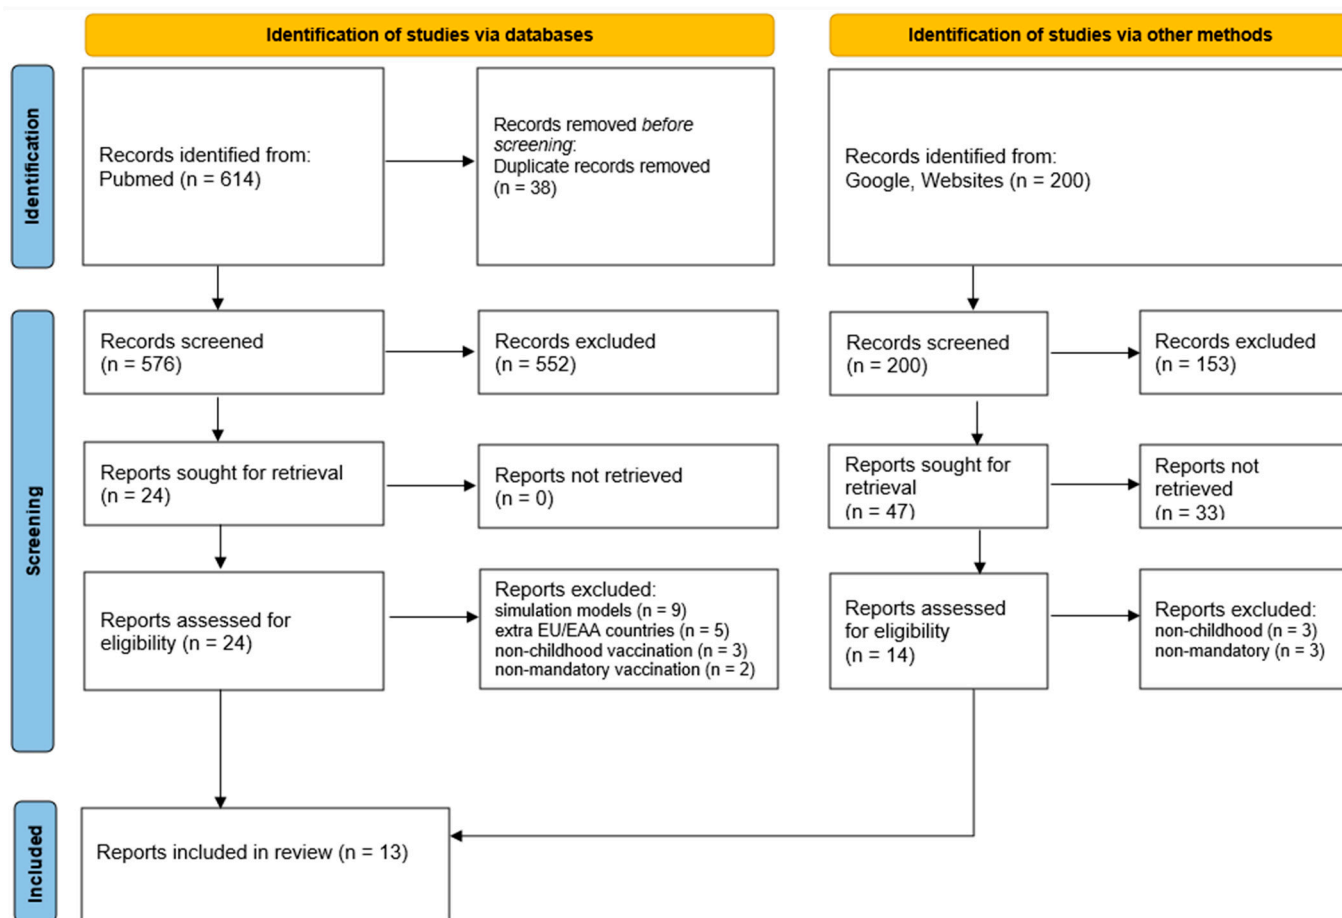 Identification of studies via databases
Identification of studies via other methods
Identification
Records identified from:
Pubmed (n = 614)
Records removed before
screening:
Duplicate records removed
(n = 38)
Records identified from:
Google, Websites (n = 200)
Screening
Records screened
(n = 576)
Records excluded
(n = 552)
Records screened
(n = 200)
Records excluded
(n = 153)
Reports sought for retrieval
(n = 24)
Reports not retrieved
(n = 0)
Reports sought for
retrieval
(n = 47)
Reports not
retrieved
(n = 33)
Reports assessed for
eligibility (n = 24)
Reports excluded:
simulation models (n = 9)
extra EU/EAA countries (n = 5)
non-childhood vaccination (n = 3)
non-mandatory vaccination (n = 2)
Reports assessed
for eligibility
(n = 14)
Reports excluded:
non-childhood (n = 3)
non-mandatory (n = 3)
Included
Reports included in review (n = 13)